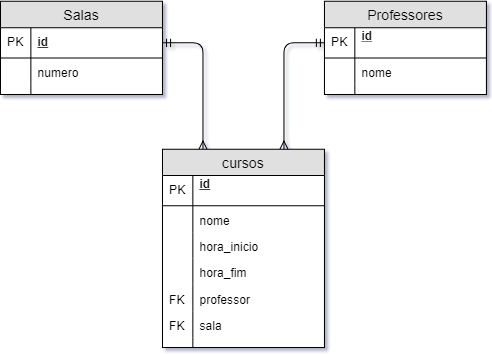 Salas
PK id
numero
Professores
PK id
nome
cursos
PK id
nome
hora_inicio
hora_fim
FK professor
FK sala